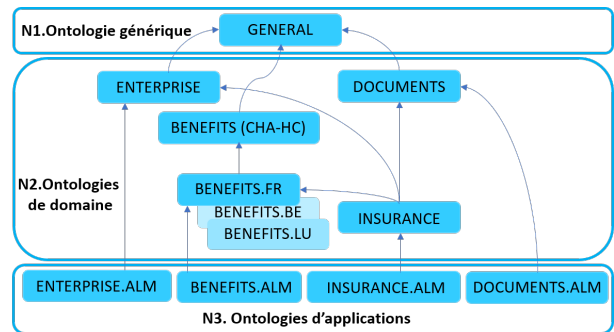 N1.Ontologie générique
GENERAL
ENTERPRISE
DOCUMENTS
BENEFITS (CHA-HC)
N2.Ontologies
de domaine
BENEFITS.FR
BENEFITS.BE
BENEFITS.LU
INSURANCE
ENTERPRISE.ALM
BENEFITS.ALM
INSURANCE.ALM
DOCUMENTS.ALM
N3. Ontologies d’applications